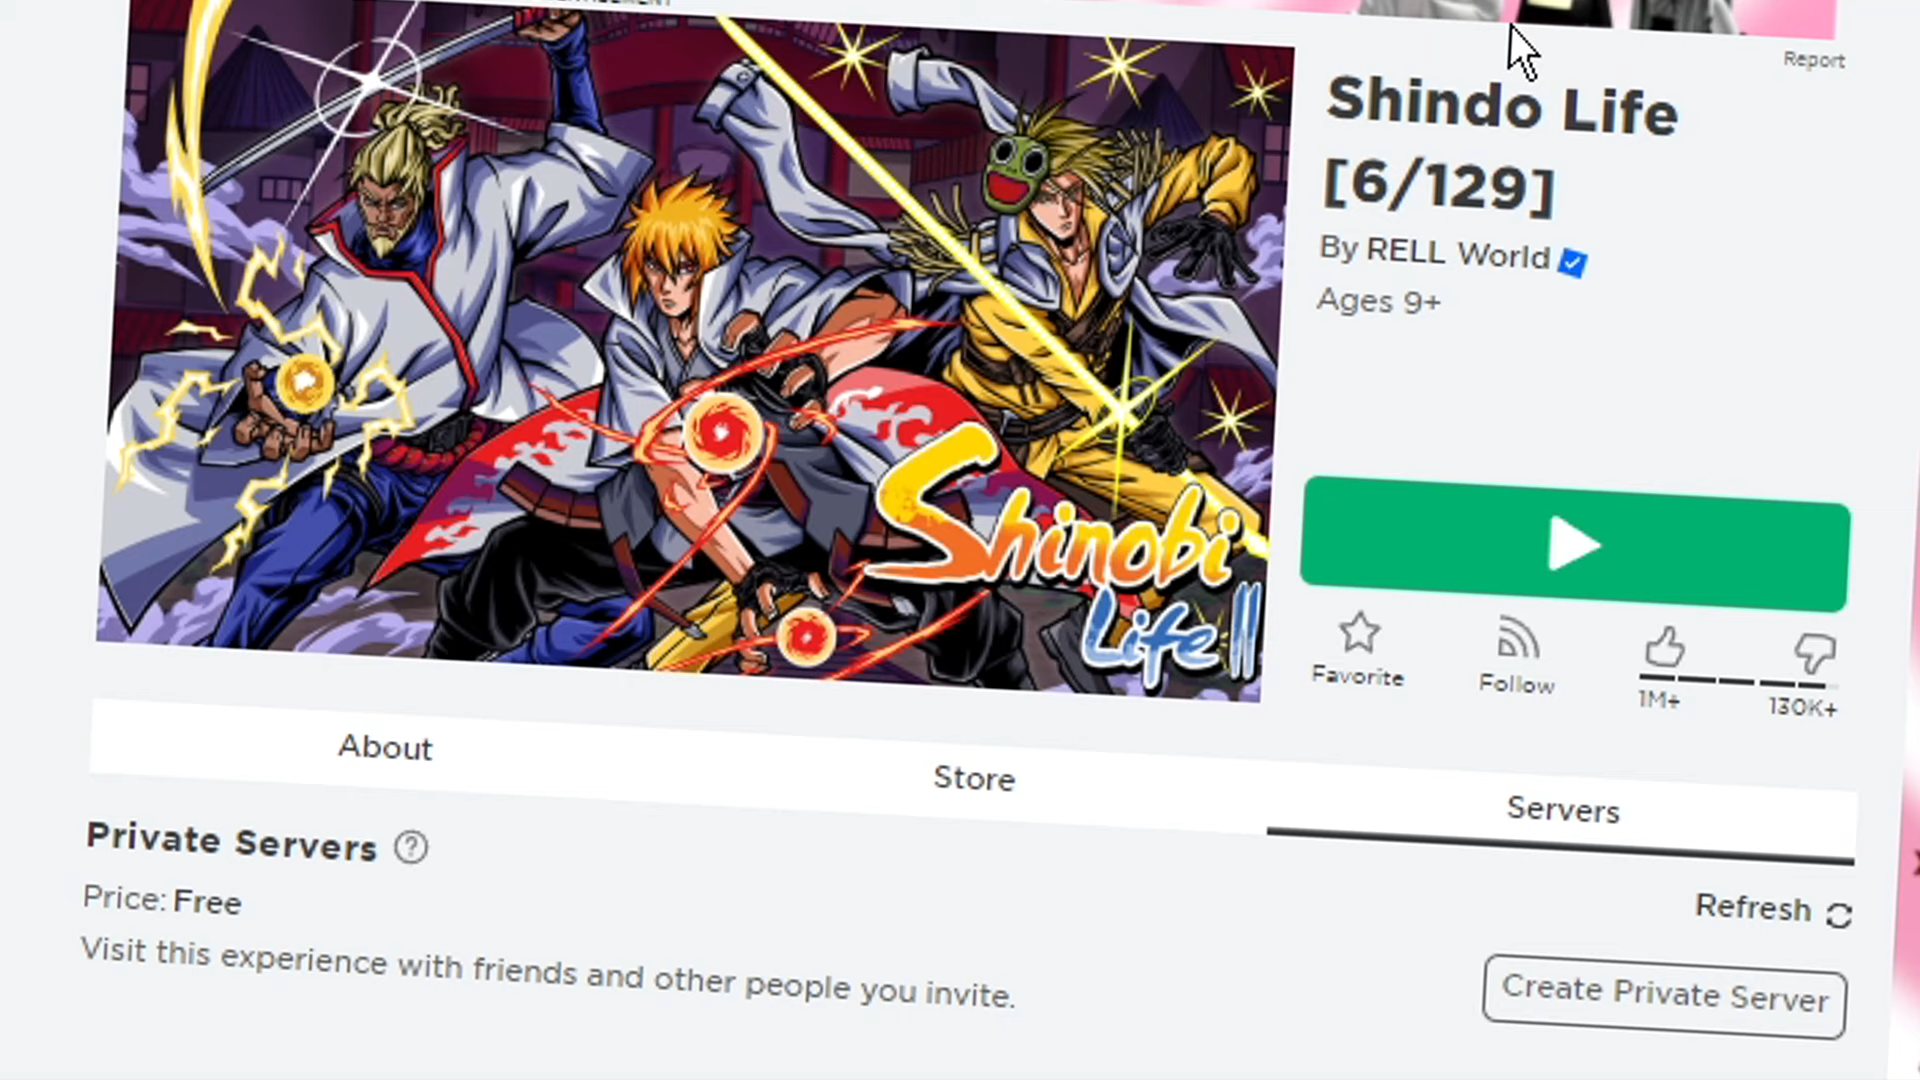 Report
Shindo Life
[6/129]
By RELL World
Ages 9+
Shinobi
Life II
Favorite
Follow
1M+
130K+
About
Store
Servers
Private Servers ?
Price: Free
Refresh
Visit this experience with friends and other people you invite.
Create Private Server